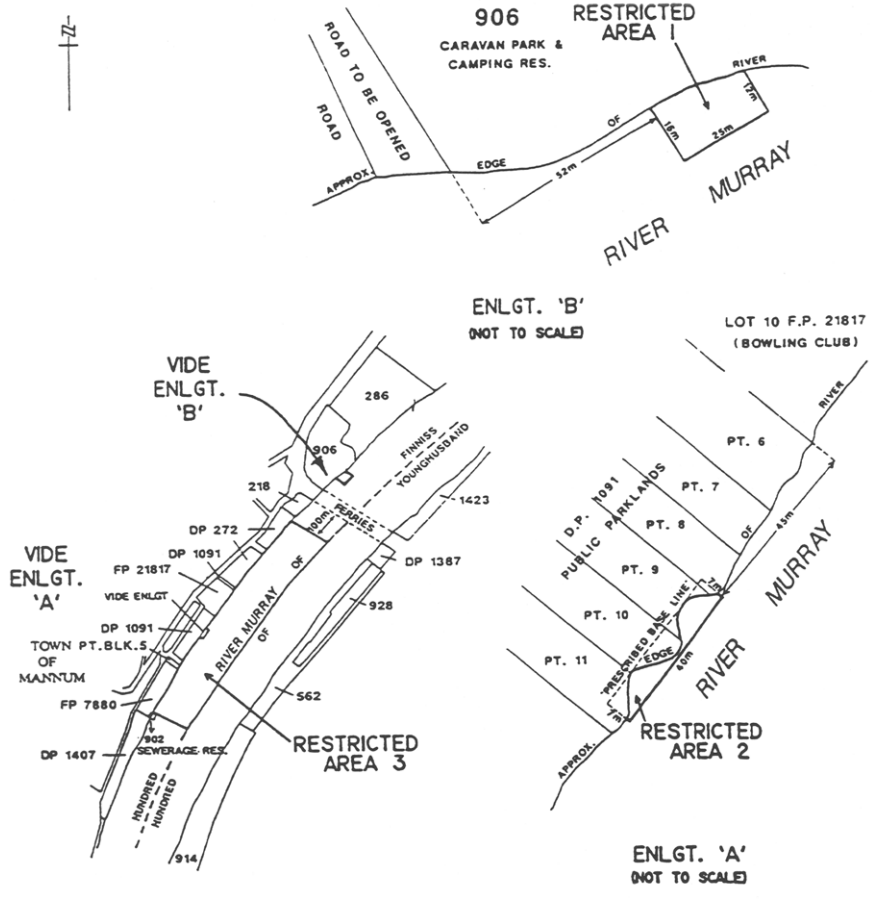 906
CARAVAN PARK &
CAMPING RES.
RESTRICTED
AREA 1
ROAD TO BE OPENED
ROAD
APPROX.
EDGE
OF
RIVER
52m
16m
25m
12m
RIVER MURRAY
ENLGT. 'B'
(NOT TO SCALE)
VIDE
ENLGT.
'B'
286
906
FINNISS
YOUNGHUSBAND
218
FERRIES
100m
1423
DP 272
DP 1091
DP 1387
VIDE
ENLGT.
'A'
FP 21817
928
VIDE ENLGT
DP 1091
RIVER MURRAY
OF
OF
TOWN
OF
MANNUM
PT.BLK.S
FP 7880
S62
902
SEWERAGE RES.
DP 1407
RESTRICTED
AREA 3
HUNDRED
HUNDRED
914
LOT 10 F.P. 21817
(BOWLING CLUB)
RIVER
PT. 6
D.P. 1091
PUBLIC PARKLANDS
PT. 7
PT. 8
OF
45m
PT. 9
7m
PT. 10
'PRESCRIBED BASE LINE'
PT. 11
EDGE
40m
RIVER MURRAY
APPROX.
RESTRICTED
AREA 2
ENLGT. 'A'
(NOT TO SCALE)